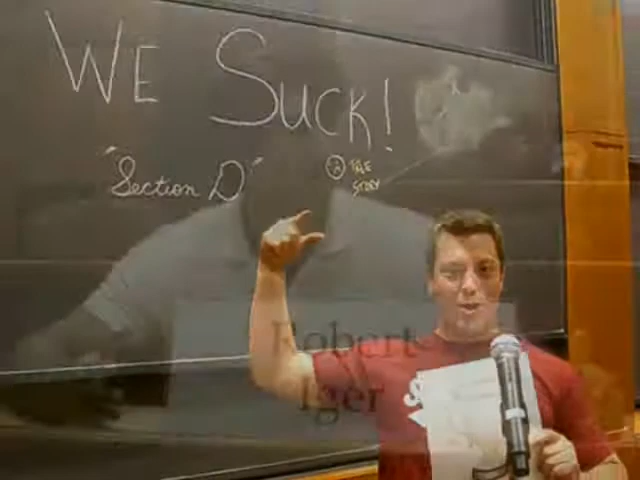 WE SUCK!
"Section D"
THE
STORY
Robert
Iger